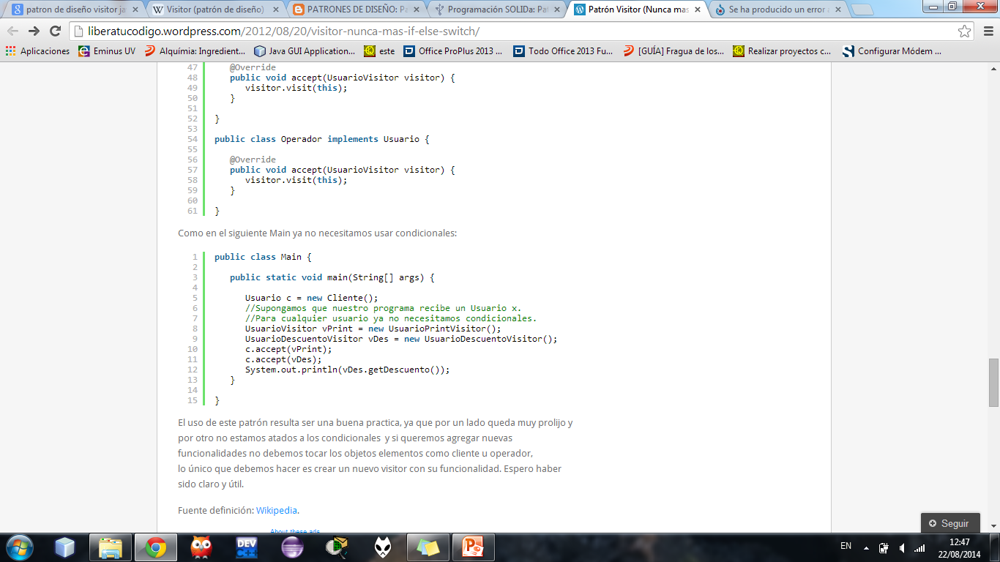 patron de diseño visitor ja
Visitor (patrón de diseño)
PATRONES DE DISEÑO: Pa
Programación SOLIDa: Pat
Patrón Visitor (Nunca mas
Se ha producido un error a
liberatucodigo.wordpress.com/2012/08/20/visitor-nunca-mas-if-else-switch/
Aplicaciones
Eminus UV
Alquímia: Ingredient...
Java GUI Application...
este
Office ProPlus 2013 ...
Todo Office 2013 Fu...
[GUÍA] Fragua de los...
Realizar proyectos c...
Configurar Módem ...
47 @Override
48 public void accept(UsuarioVisitor visitor) {
49 visitor.visit(this);
50 }
51
52 }
53
54 public class Operador implements Usuario {
55
56 @Override
57 public void accept(UsuarioVisitor visitor) {
58 visitor.visit(this);
59 }
60
61 }
Como en el siguiente Main ya no necesitamos usar condicionales:
1 public class Main {
2
3 public static void main(String[] args) {
4
5 Usuario c = new Cliente();
6 //Supongamos que nuestro programa recibe un Usuario x.
7 //Para cualquier usuario ya no necesitamos condicionales.
8 UsuarioVisitor vPrint = new UsuarioPrintVisitor();
9 UsuarioDescuentoVisitor vDes = new UsuarioDescuentoVisitor();
10 c.accept(vPrint);
11 c.accept(vDes);
12 System.out.println(vDes.getDescuento());
13 }
14
15 }
El uso de este patrón resulta ser una buena practica, ya que por un lado queda muy prolijo y
por otro no estamos atados a los condicionales y si queremos agregar nuevas
funcionalidades no debemos tocar los objetos elementos como cliente u operador,
lo único que debemos hacer es crear un nuevo visitor con su funcionalidad. Espero haber
sido claro y útil.
Fuente definición: Wikipedia.
About these ads
Seguir
DEV
C++
EN
12:47
22/08/2014